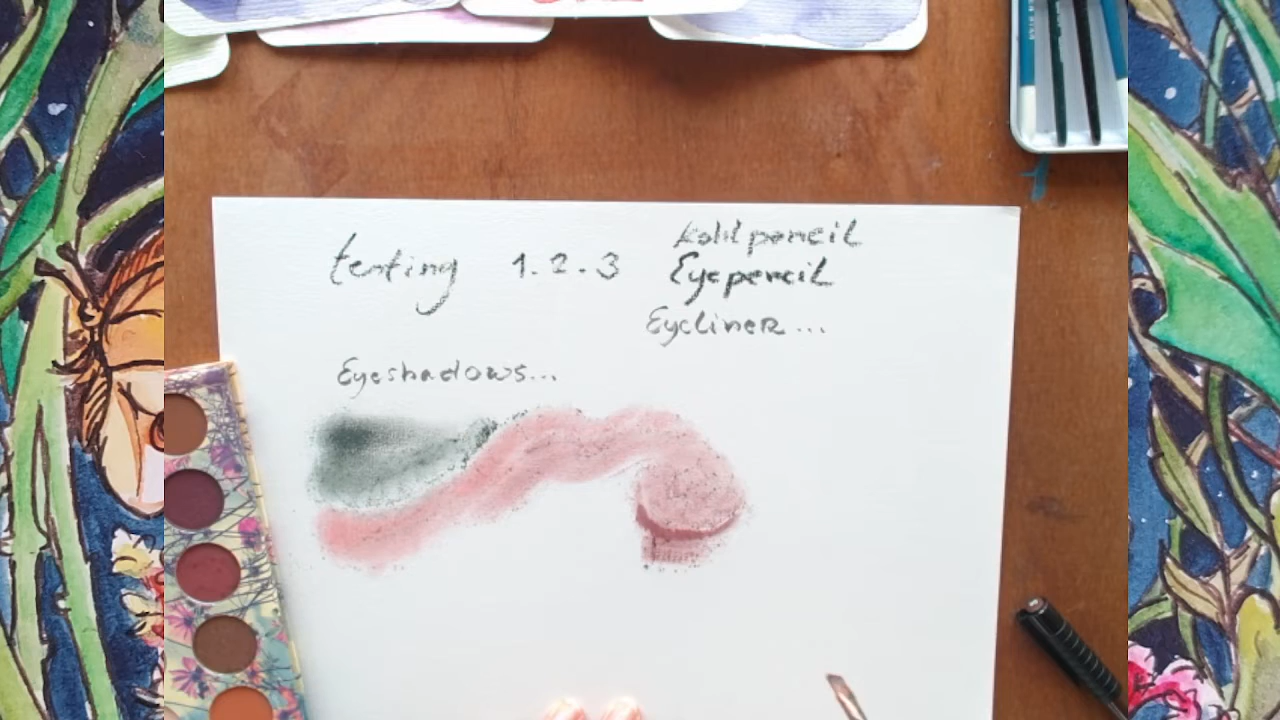 testing 1.2.3
kohl pencil
Eyepencil
Eyeliner...
Eyeshadows...